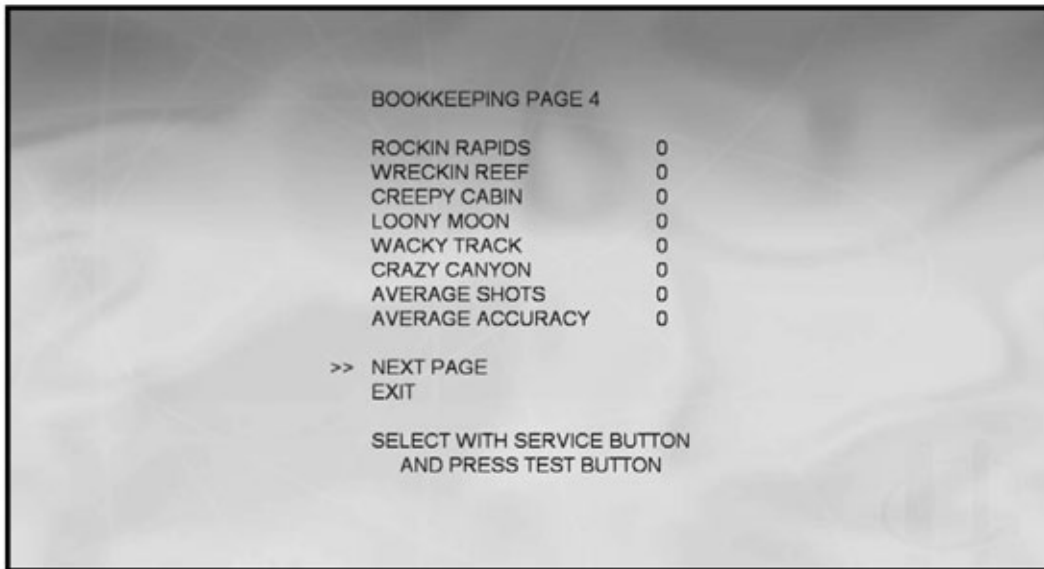 BOOKKEEPING PAGE 4
ROCKIN RAPIDS 0
WRECKIN REEF 0
CREEPY CABIN 0
LOONY MOON 0
WACKY TRACK 0
CRAZY CANYON 0
AVERAGE SHOTS 0
AVERAGE ACCURACY 0
>> NEXT PAGE
EXIT
SELECT WITH SERVICE BUTTON
AND PRESS TEST BUTTON